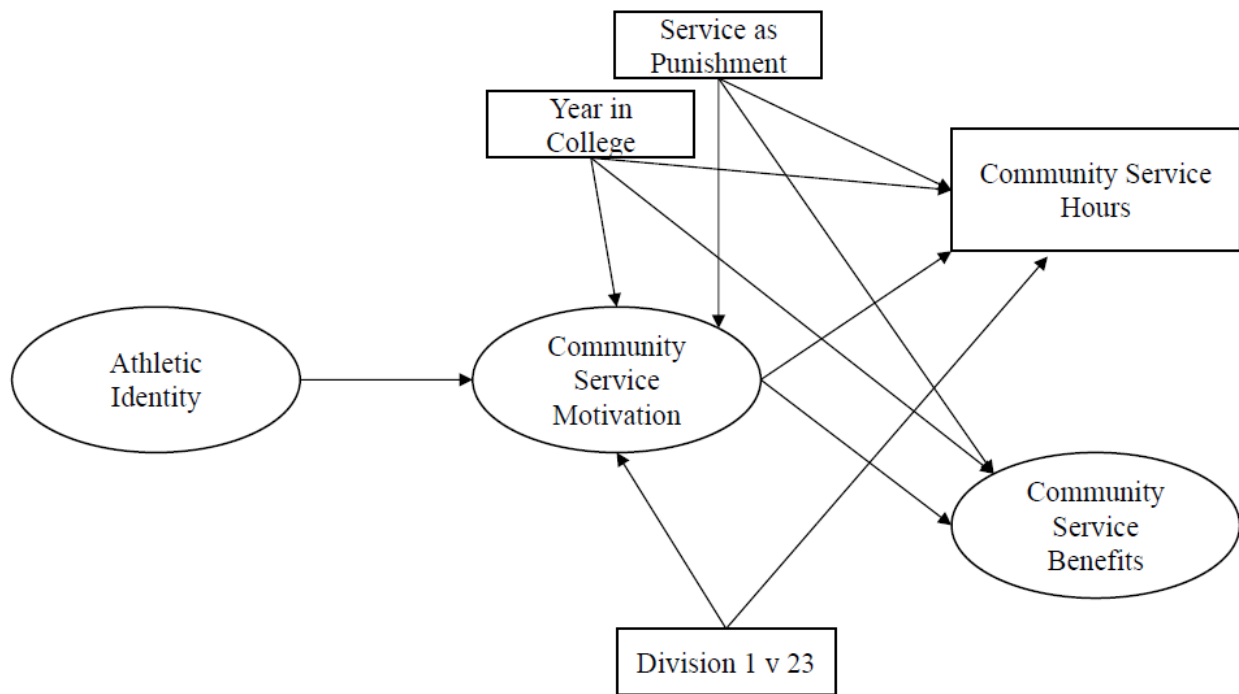 Service as
Punishment
Year in
College
Community Service
Hours
Athletic
Identity
Community
Service
Motivation
Community
Service
Benefits
Division 1 v 23